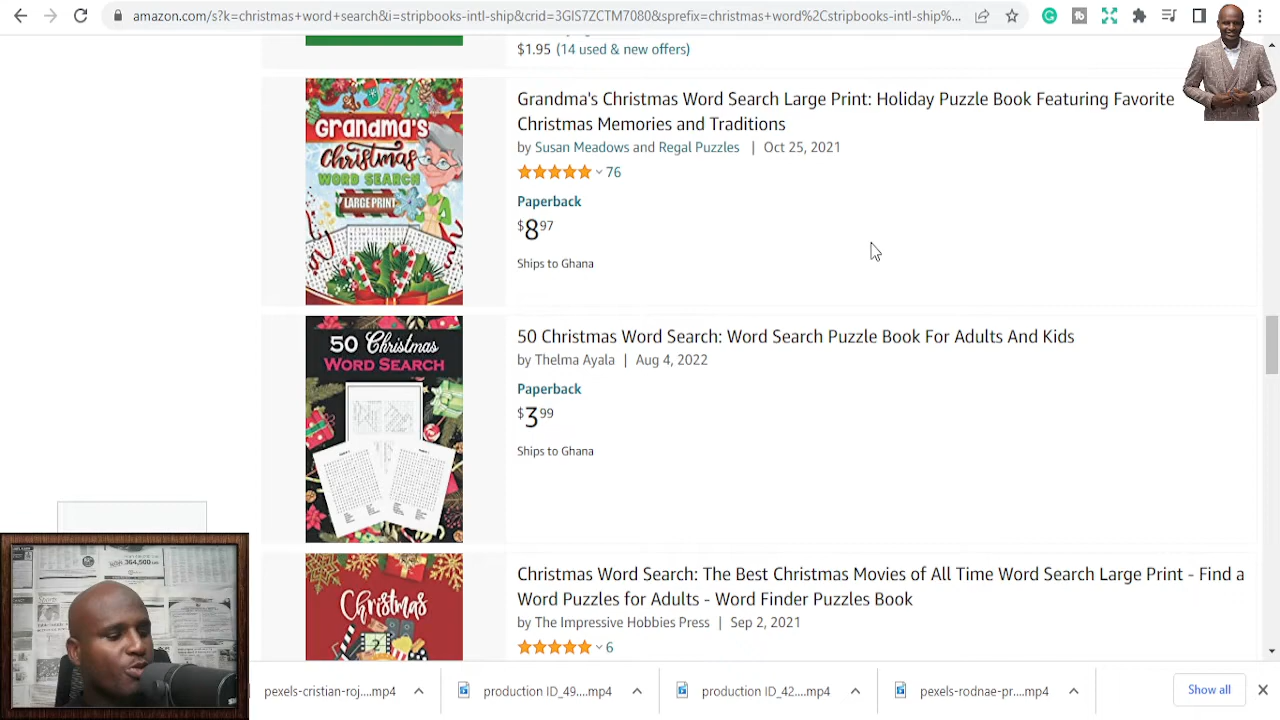 amazon.com/s?k=christmas+word+search&i=stripbooks-intl-ship&crid=3GIS7ZCTM7080&sprefix=christmas+word%2Cstripbooks-intl-ship%...
$1.95 (14 used & new offers)
Grandma's
Christmas
WORD SEARCH
LARGE PRINT
Grandma's Christmas Word Search Large Print: Holiday Puzzle Book Featuring Favorite
Christmas Memories and Traditions
by Susan Meadows and Regal Puzzles | Oct 25, 2021
76
Paperback
$8 97
Ships to Ghana
50 Christmas
WORD SEARCH
50 Christmas Word Search: Word Search Puzzle Book For Adults And Kids
by Thelma Ayala | Aug 4, 2022
Paperback
$3 99
Ships to Ghana
Christmas
Christmas Word Search: The Best Christmas Movies of All Time Word Search Large Print - Find a
Word Puzzles for Adults - Word Finder Puzzles Book
by The Impressive Hobbies Press | Sep 2, 2021
6
364,500
pexels-cristian-roj....mp4
production ID_49....mp4
production ID_42....mp4
pexels-rodnae-pr....mp4
Show all